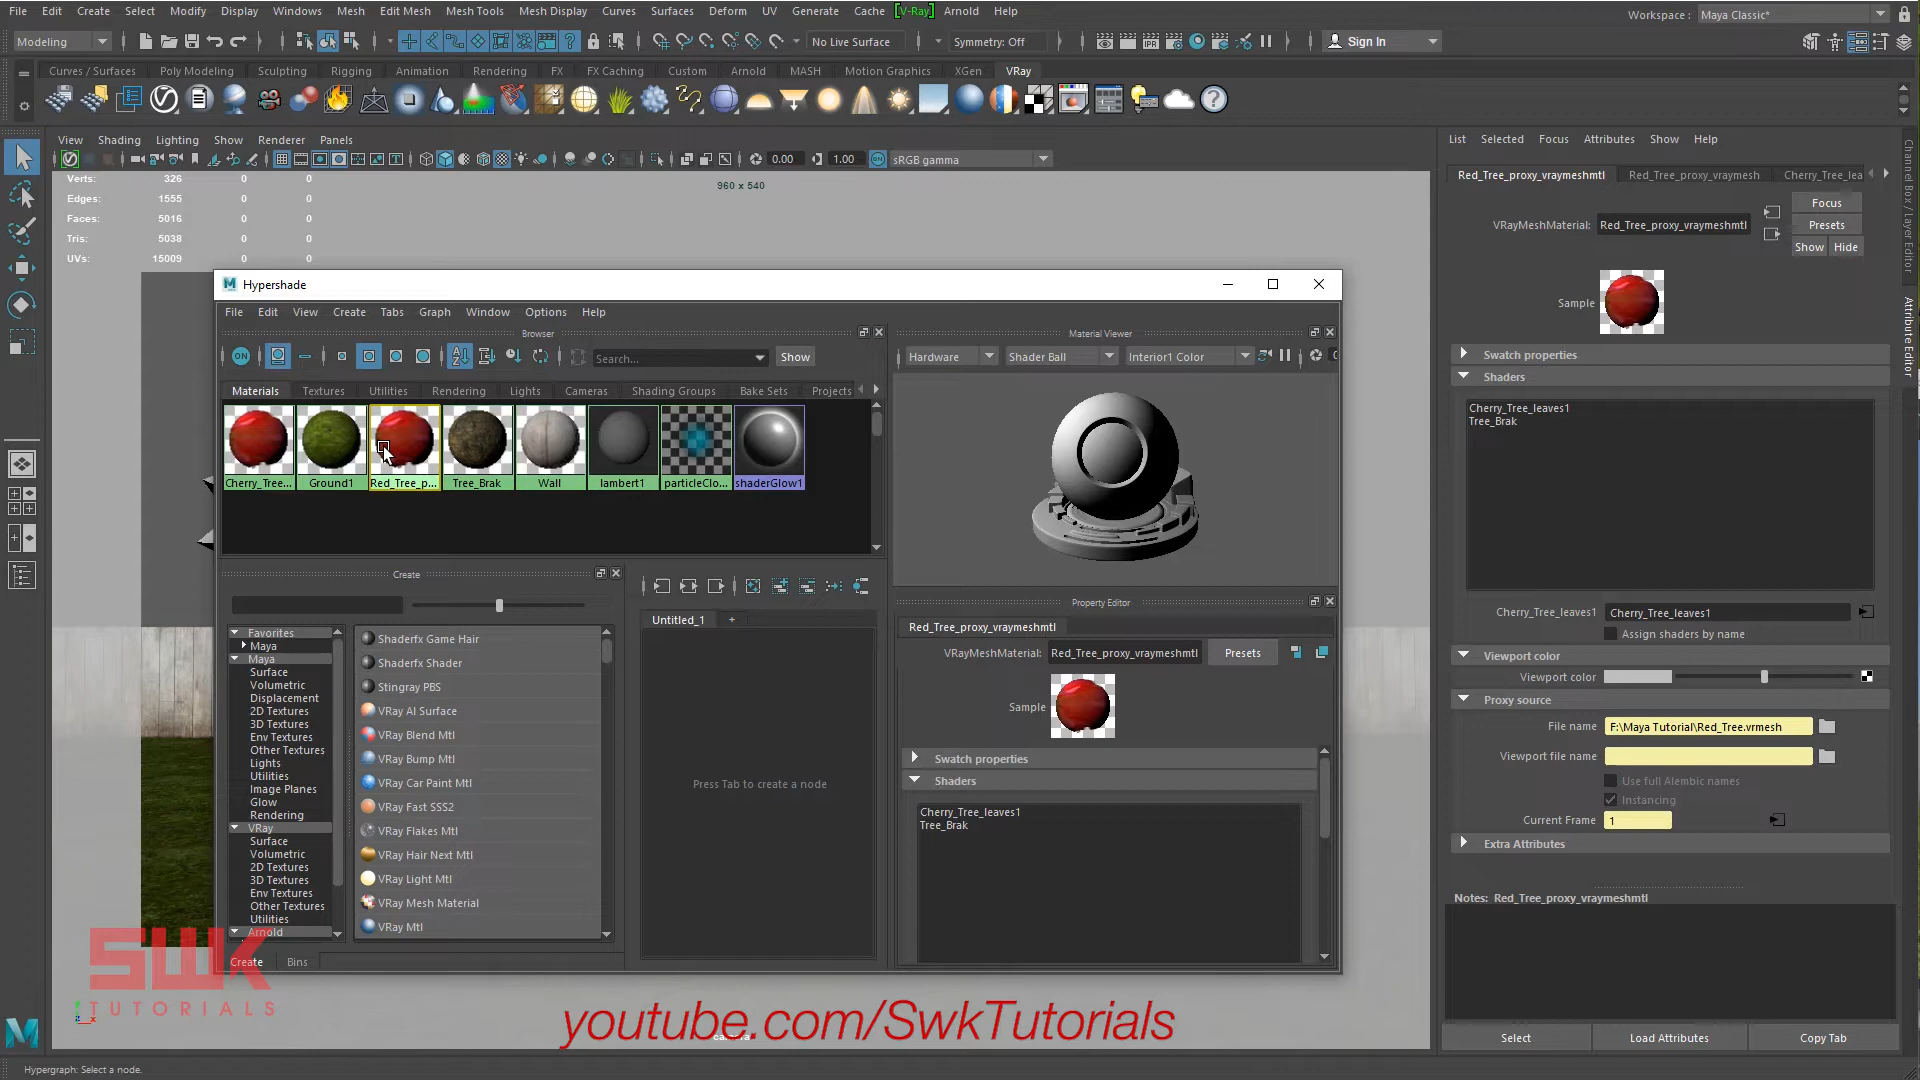 File Edit Create Select Modify Display Windows Mesh Edit Mesh Mesh Tools Mesh Display Curves Surfaces Deform UV Generate Cache [V-Ray] Arnold Help
Workspace : Maya Classic*
Modeling No Live Surface Symmetry: Off Sign In
Curves / Surfaces Poly Modeling Sculpting Rigging Animation Rendering FX FX Caching Custom Arnold MASH Motion Graphics XGen VRay
View Shading Lighting Show Renderer Panels
0.00 1.00 sRGB gamma
Verts: 326 0 0
Edges: 1555 0 0
Faces: 5016 0 0
Tris: 5038 0 0
UVs: 15009 0 0
960 x 540
Hypershade
File Edit View Create Tabs Graph Window Options Help
Browser
ON Search... Show
Materials Textures Utilities Rendering Lights Cameras Shading Groups Bake Sets Projects
Cherry_Tree... Ground1 Red_Tree_p... Tree_Brak Wall lambert1 particleClo... shaderGlow1
Material Viewer
Hardware Shader Ball Interior1 Color
Create
Favorites
Maya
Maya
Surface
Volumetric
Displacement
2D Textures
3D Textures
Env Textures
Other Textures
Lights
Utilities
Image Planes
Glow
Rendering
VRay
Surface
Volumetric
2D Textures
3D Textures
Env Textures
Other Textures
Utilities
Arnold
Shaderfx Game Hair
Shaderfx Shader
Stingray PBS
VRay Al Surface
VRay Blend Mtl
VRay Bump Mtl
VRay Car Paint Mtl
VRay Fast SSS2
VRay Flakes Mtl
VRay Hair Next Mtl
VRay Light Mtl
VRay Mesh Material
VRay Mtl
Create Bins
Untitled_1 +
Press Tab to create a node
Property Editor
Red_Tree_proxy_vraymeshmtl
VRayMeshMaterial: Red_Tree_proxy_vraymeshmtl Presets
Sample
Swatch properties
Shaders
Cherry_Tree_leaves1
Tree_Brak
List Selected Focus Attributes Show Help
Red_Tree_proxy_vraymeshmtl Red_Tree_proxy_vraymesh Cherry_Tree_lea
Focus
VRayMeshMaterial: Red_Tree_proxy_vraymeshmtl Presets
Show Hide
Sample
Swatch properties
Shaders
Cherry_Tree_leaves1
Tree_Brak
Cherry_Tree_leaves1 Cherry_Tree_leaves1
Assign shaders by name
Viewport color
Viewport color
Proxy source
File name F:\Maya Tutorial\Red_Tree.vrmesh
Viewport file name
Use full Alembic names
Instancing
Current Frame 1
Extra Attributes
Notes: Red_Tree_proxy_vraymeshmtl
Select Load Attributes Copy Tab
Channel Box / Layer Editor
Attribute Editor
SWK
TUTORIALS
youtube.com/SwkTutorials
Hypergraph: Select a node.